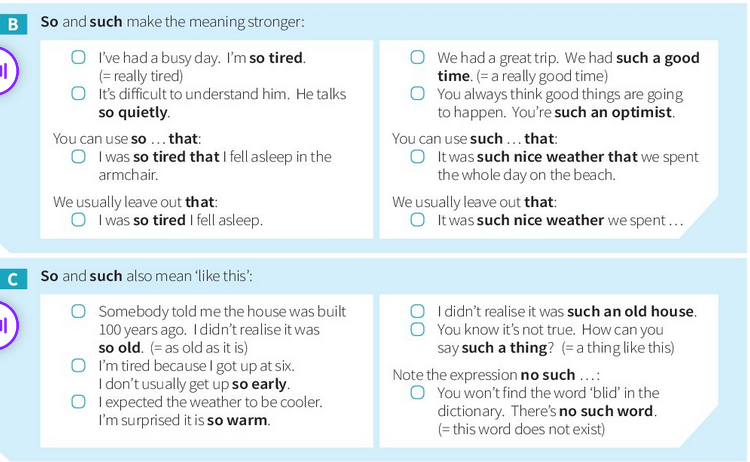 B
So and such make the meaning stronger:
I’ve had a busy day. I’m so tired.
(= really tired)
It’s difficult to understand him. He talks
so quietly.
You can use so … that:
I was so tired that I fell asleep in the
armchair.
We usually leave out that:
I was so tired I fell asleep.
We had a great trip. We had such a good
time. (= a really good time)
You always think good things are going
to happen. You’re such an optimist.
You can use such … that:
It was such nice weather that we spent
the whole day on the beach.
We usually leave out that:
It was such nice weather we spent …
C
So and such also mean ‘like this’:
Somebody told me the house was built
100 years ago. I didn’t realise it was
so old. (= as old as it is)
I’m tired because I got up at six.
I don’t usually get up so early.
I expected the weather to be cooler.
I’m surprised it is so warm.
I didn’t realise it was such an old house.
You know it’s not true. How can you
say such a thing? (= a thing like this)
Note the expression no such …:
You won’t find the word ‘blid’ in the
dictionary. There’s no such word.
(= this word does not exist)